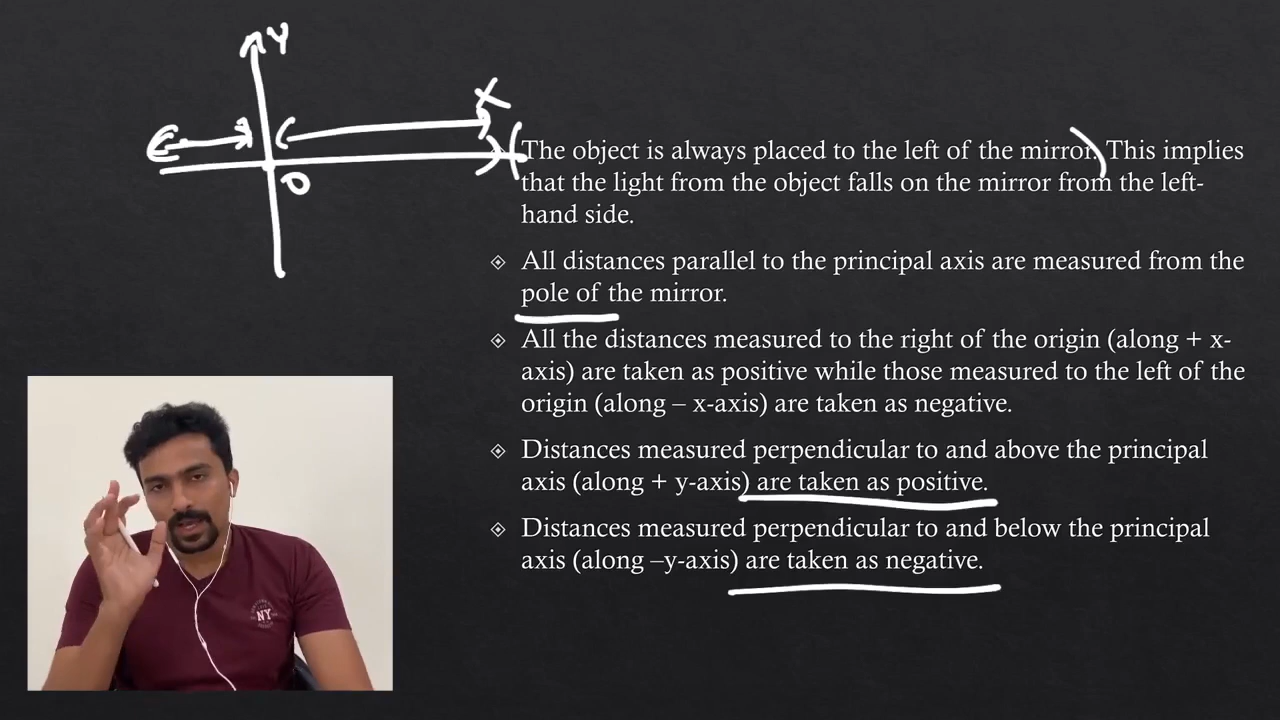 Y
X
O
The object is always placed to the left of the mirror. This implies
that the light from the object falls on the mirror from the left-
hand side.
All distances parallel to the principal axis are measured from the
pole of the mirror.
All the distances measured to the right of the origin (along + x-
axis) are taken as positive while those measured to the left of the
origin (along – x-axis) are taken as negative.
Distances measured perpendicular to and above the principal
axis (along + y-axis) are taken as positive.
Distances measured perpendicular to and below the principal
axis (along –y-axis) are taken as negative.
NY